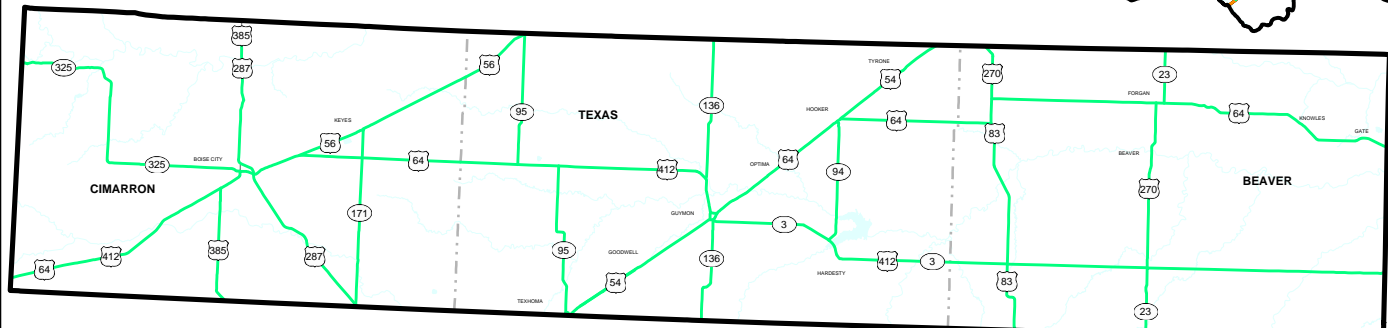 385
325
287
56
TYRONE
54
270
23
95
TEXAS
136
HOOKER
FORGAN
64
KNOWLES
KEYES
56
64
83
GATE
325
BOISE CITY
64
412
OPTIMA
64
94
BEAVER
CIMARRON
270
BEAVER
171
GUYMON
3
412
385
287
95
GOODWELL
136
412
3
64
54
HARDESTY
83
TEXHOMA
23